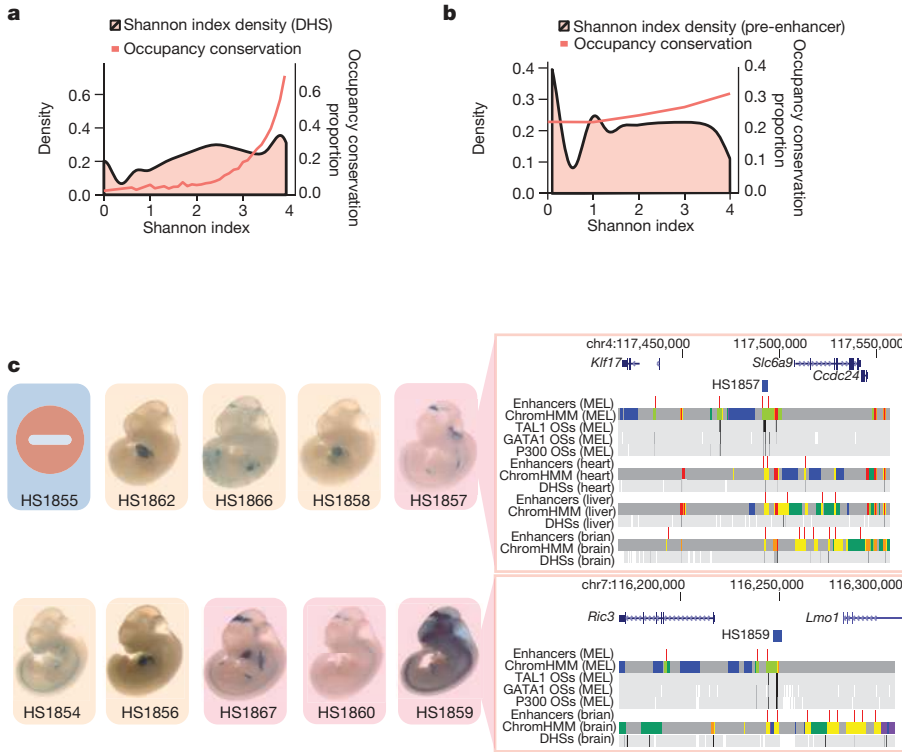 a
Shannon index density (DHS)
Occupancy conservation
Density
0.6
0.4
0.2
0.0
0.6
0.4
0.2
0.0
Occupancy conservation
proportion
0 1 2 3 4
Shannon index
b
Shannon index density (pre-enhancer)
Occupancy conservation
Density
0.4
0.3
0.2
0.1
0.0
0.4
0.3
0.2
0.1
0.0
Occupancy conservation
proportion
0 1 2 3 4
Shannon index
c
HS1855
HS1862
HS1866
HS1858
HS1857
chr4:117,450,000 117,500,000 117,550,000
Klf17 Slc6a9
Ccdc24
HS1857
Enhancers (MEL)
ChromHMM (MEL)
TAL1 OSs (MEL)
GATA1 OSs (MEL)
P300 OSs (MEL)
Enhancers (heart)
ChromHMM (heart)
DHSs (heart)
Enhancers (liver)
ChromHMM (liver)
DHSs (liver)
Enhancers (brian)
ChromHMM (brain)
DHSs (brain)
HS1854
HS1856
HS1867
HS1860
HS1859
chr7:116,200,000 116,250,000 116,300,000
Ric3 Lmo1
HS1859
Enhancers (MEL)
ChromHMM (MEL)
TAL1 OSs (MEL)
GATA1 OSs (MEL)
P300 OSs (MEL)
Enhancers (brian)
ChromHMM (brain)
DHSs (brain)